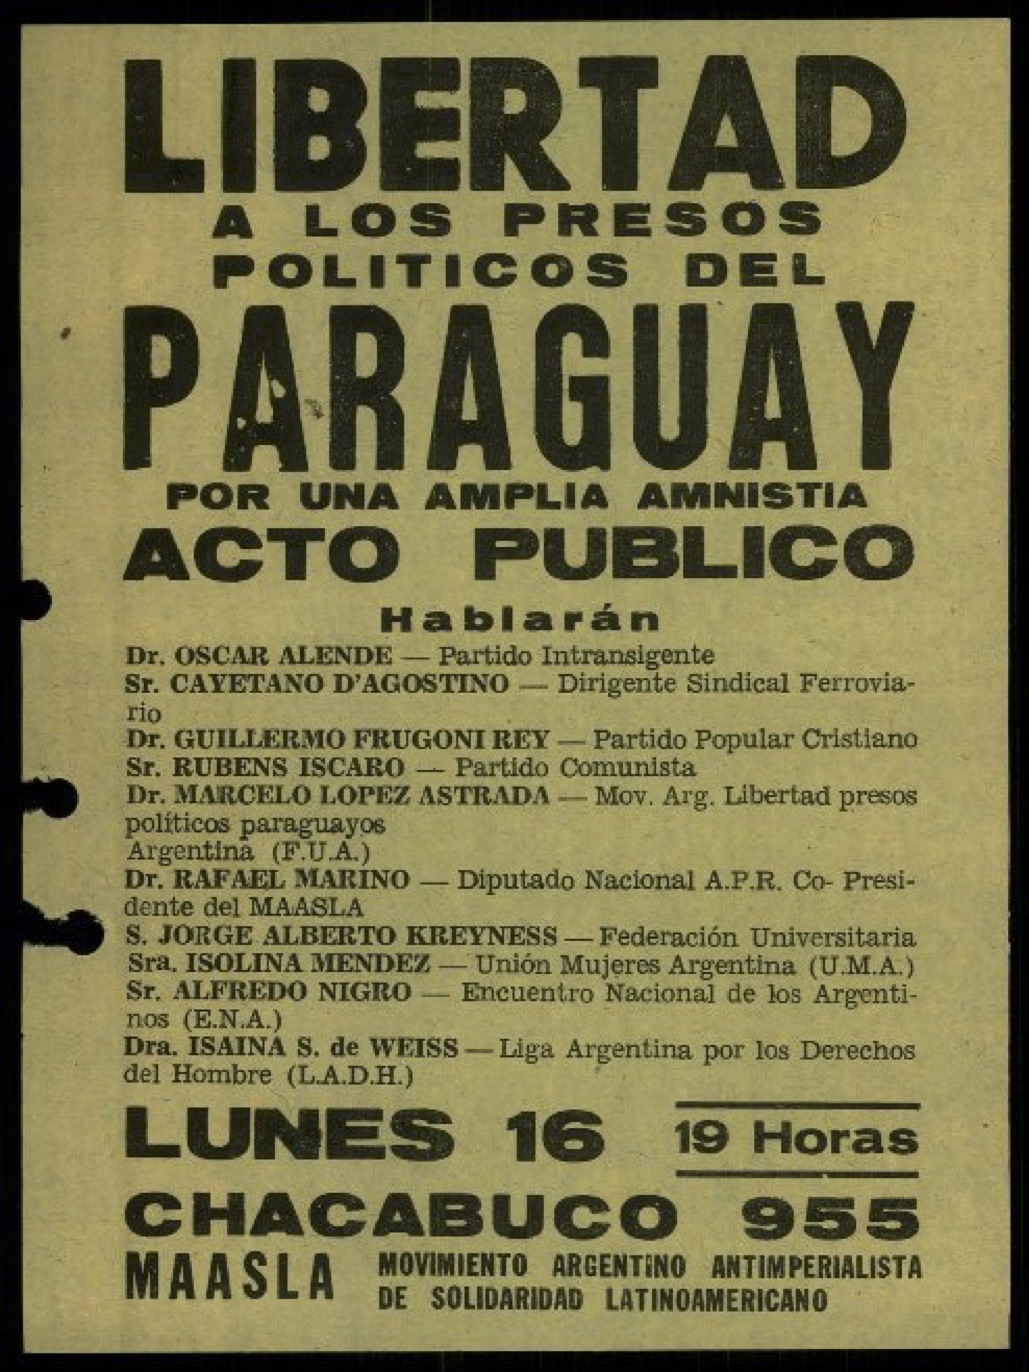 LIBERTAD
A LOS PRESOS
POLITICOS DEL
PARAGUAY
POR UNA AMPLIA AMNISTIA
ACTO PUBLICO
Hablarán
Dr. OSCAR ALENDE — Partido Intransigente
Sr. CAYETANO D'AGOSTINO — Dirigente Sindical Ferrovia-
rio
Dr. GUILLERMO FRUGONI REY — Partido Popular Cristiano
Sr. RUBENS ISCARO — Partido Comunista
Dr. MARCELO LOPEZ ASTRADA — Mov. Arg. Libertad presos
políticos paraguayos
Argentina (F.U.A.)
Dr. RAFAEL MARINO — Diputado Nacional A.P.R. Co- Presi-
dente del MAASLA
S. JORGE ALBERTO KREYNESS — Federación Universitaria
Sra. ISOLINA MENDEZ — Unión Mujeres Argentina (U.M.A.)
Sr. ALFREDO NIGRO — Encuentro Nacional de los Argenti-
nos (E.N.A.)
Dra. ISAINA S. de WEISS — Liga Argentina por los Derechos
del Hombre (L.A.D.H.)
LUNES 16 19 Horas
CHACABUCO 955
MAASLA MOVIMIENTO ARGENTINO ANTIMPERIALISTA
DE SOLIDARIDAD LATINOAMERICANO